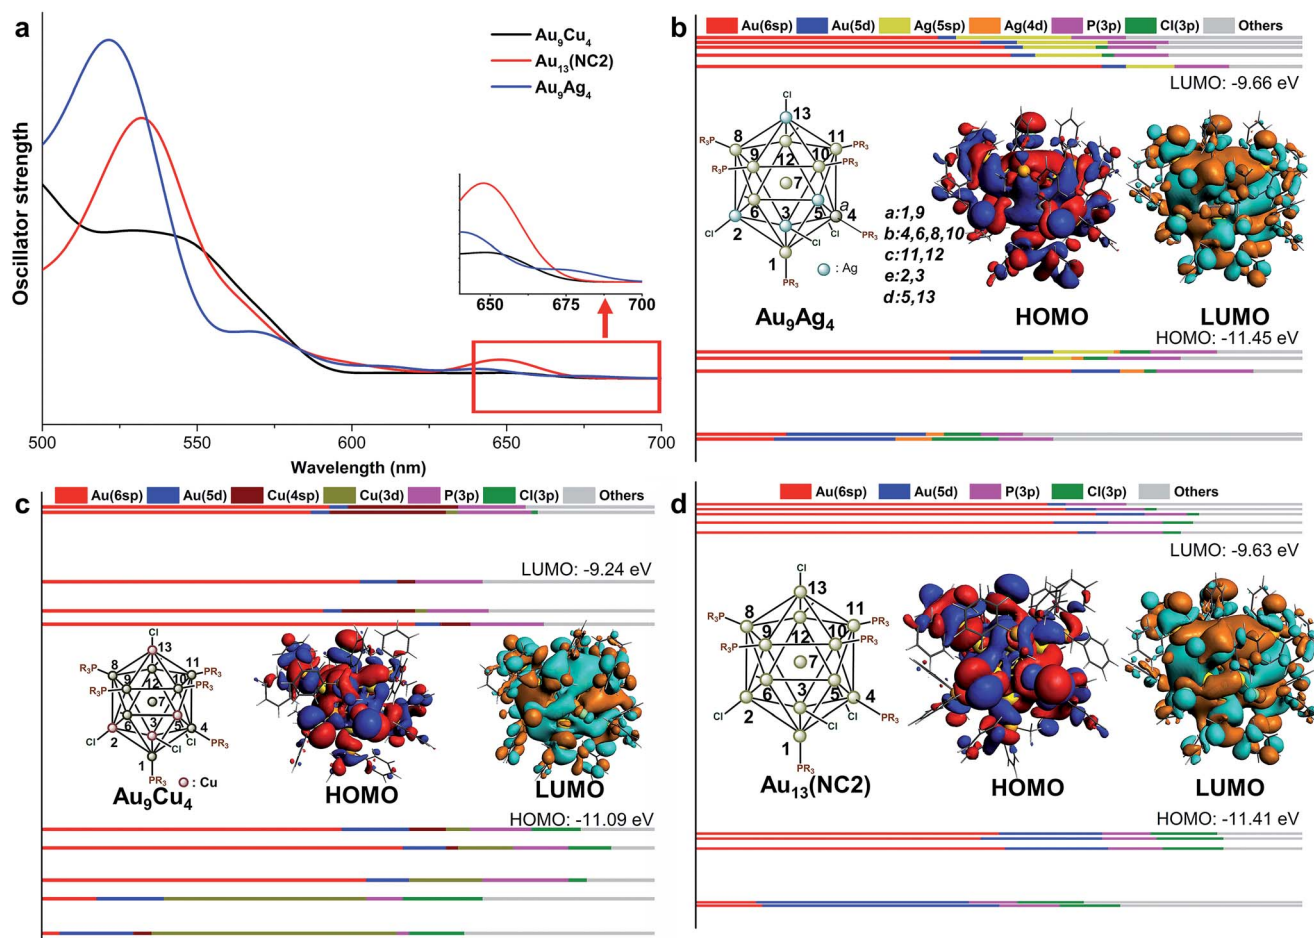 a
Au9Cu4
Au13(NC2)
Au9Ag4
Oscillator strength
650 675 700
500 550 600 650 700
Wavelength (nm)
b
Au(6sp) Au(5d) Ag(5sp) Ag(4d) P(3p) Cl(3p) Others
LUMO: -9.66 eV
Cl
13
8 11
R3P PR3
9 12 10
R3P PR3
7
6 3 5 a 4
2
Cl Cl Cl PR3
1
PR3
: Ag
a:1,9
b:4,6,8,10
c:11,12
e:2,3
d:5,13
Au9Ag4 HOMO LUMO
HOMO: -11.45 eV
c
Au(6sp) Au(5d) Cu(4sp) Cu(3d) P(3p) Cl(3p) Others
LUMO: -9.24 eV
Cl
13
8 11
R3P PR3
9 12 10
R3P PR3
7
6 3 5 4
Cl 2 Cl Cl PR3
1
PR3
: Cu
Au9Cu4 HOMO LUMO
HOMO: -11.09 eV
d
Au(6sp) Au(5d) P(3p) Cl(3p) Others
LUMO: -9.63 eV
Cl
13
8 11
R3P PR3
9 12 10
R3P PR3
7
6 3 5 4
2
Cl Cl Cl PR3
1
PR3
Au13(NC2) HOMO LUMO
HOMO: -11.41 eV